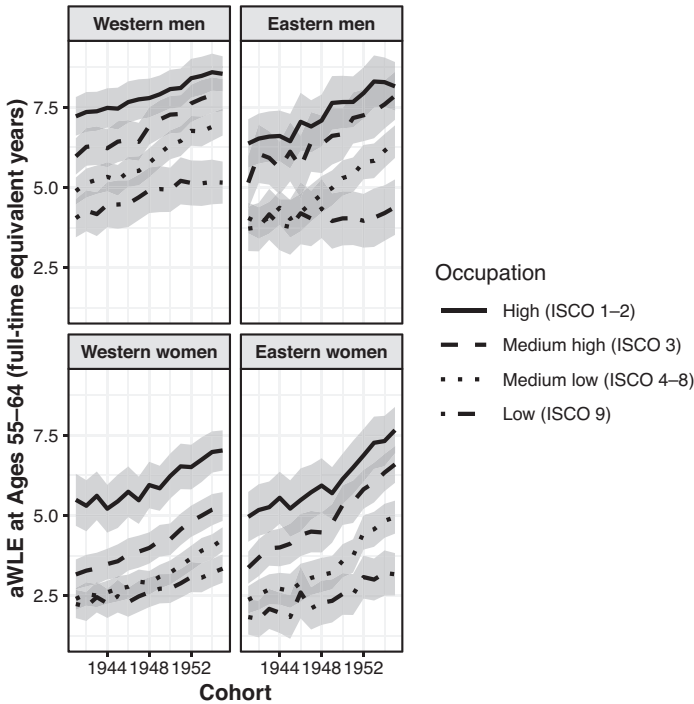 Western men
Eastern men
7.5
5.0
2.5
Western women
Eastern women
7.5
5.0
2.5
1944 1948 1952
1944 1948 1952
Cohort
aWLE at Ages 55–64 (full-time equivalent years)
Occupation
High (ISCO 1–2)
Medium high (ISCO 3)
Medium low (ISCO 4–8)
Low (ISCO 9)